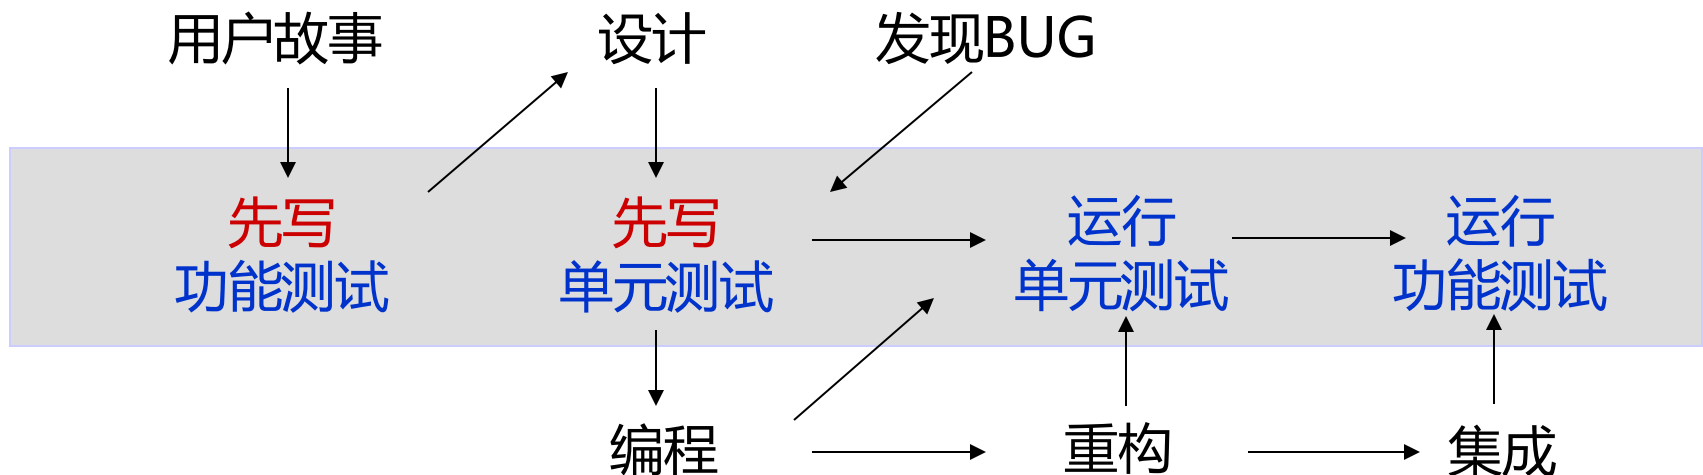 用户故事
设计
发现BUG
先写
功能测试
先写
单元测试
运行
单元测试
运行
功能测试
编程
重构
集成